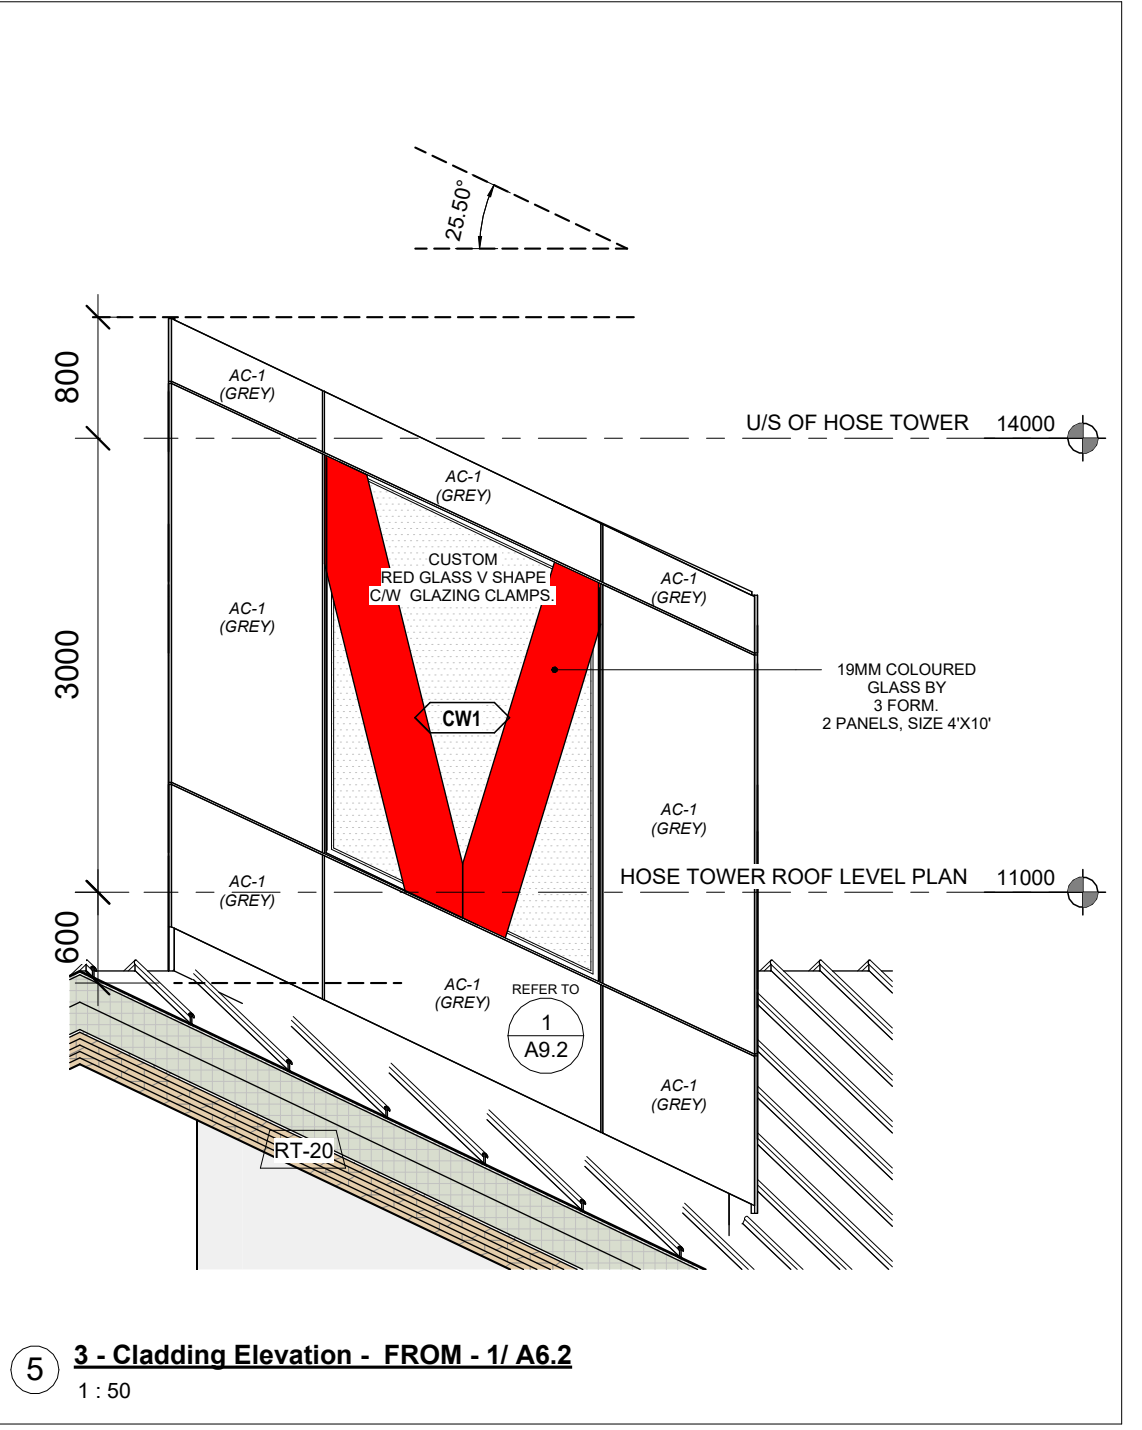 25.50°
800
AC-1
(GREY)
U/S OF HOSE TOWER 14000
AC-1
(GREY)
CUSTOM
RED GLASS V SHAPE
C/W GLAZING CLAMPS.
AC-1
(GREY)
AC-1
(GREY)
3000
19MM COLOURED
GLASS BY
3 FORM.
2 PANELS, SIZE 4'X10'
CW1
AC-1
(GREY)
HOSE TOWER ROOF LEVEL PLAN 11000
AC-1
(GREY)
600
AC-1
(GREY)
REFER TO
1
A9.2
AC-1
(GREY)
RT-20
5
3 - Cladding Elevation - FROM - 1/ A6.2
1 : 50